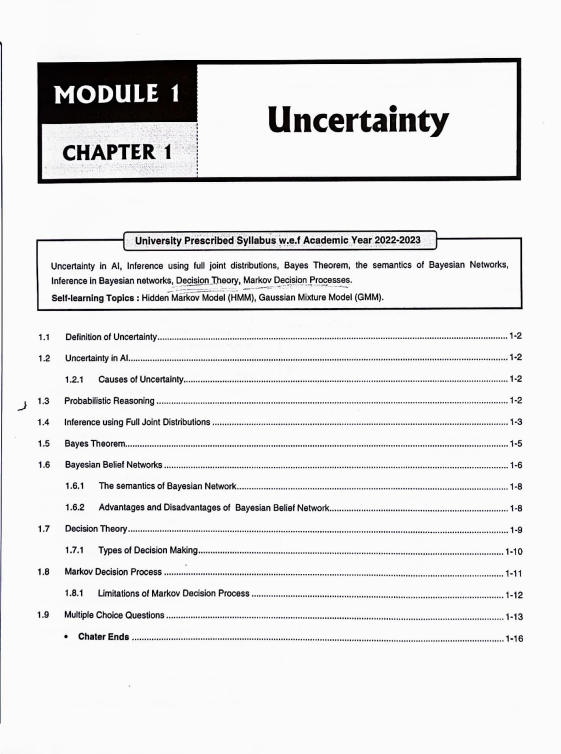 MODULE 1
CHAPTER 1
Uncertainty
University Prescribed Syllabus w.e.f Academic Year 2022-2023
Uncertainty in AI, Inference using full joint distributions, Bayes Theorem, the semantics of Bayesian Networks,
Inference in Bayesian networks, Decision Theory, Markov Decision Processes.
Self-learning Topics : Hidden Markov Model (HMM), Gaussian Mixture Model (GMM).
1.1 Definition of Uncertainty 1-2
1.2 Uncertainty in AI 1-2
1.2.1 Causes of Uncertainty 1-2
1.3 Probabilistic Reasoning 1-2
1.4 Inference using Full Joint Distributions 1-3
1.5 Bayes Theorem 1-5
1.6 Bayesian Belief Networks 1-6
1.6.1 The semantics of Bayesian Network 1-8
1.6.2 Advantages and Disadvantages of Bayesian Belief Network 1-8
1.7 Decision Theory 1-9
1.7.1 Types of Decision Making 1-10
1.8 Markov Decision Process 1-11
1.8.1 Limitations of Markov Decision Process 1-12
1.9 Multiple Choice Questions 1-13
• Chater Ends 1-16